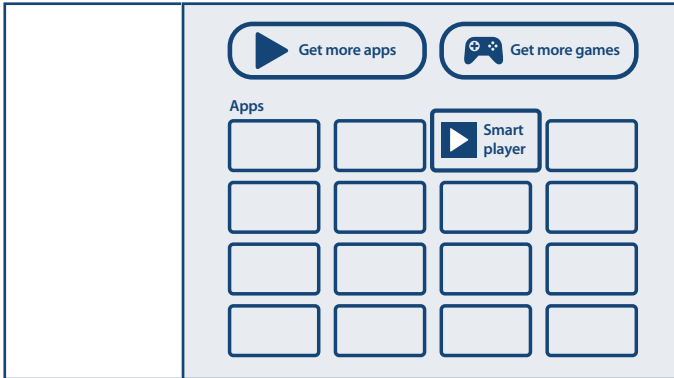 Get more apps
Get more games
Apps
Smart
player